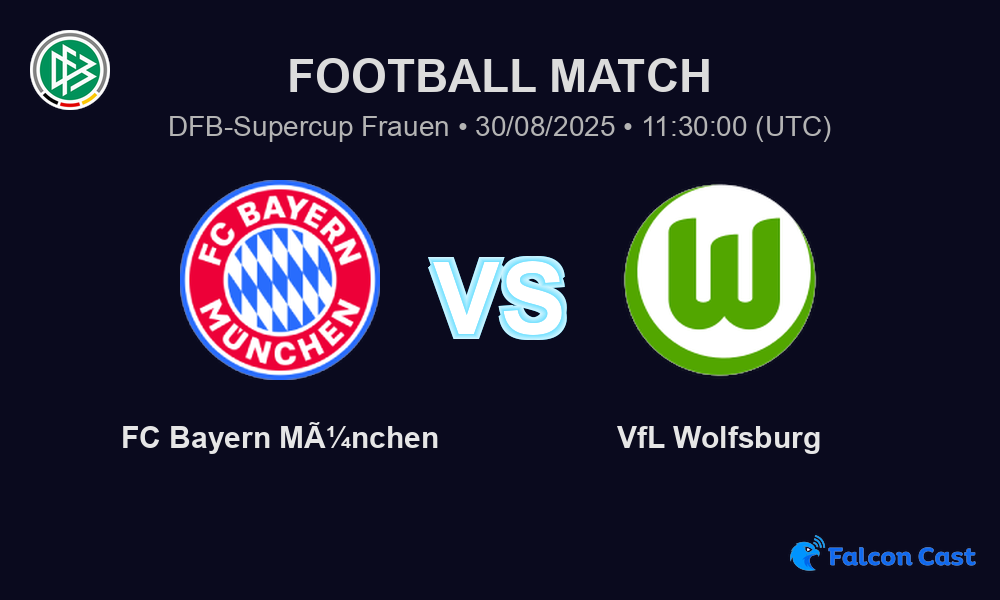 DFB
FOOTBALL MATCH
DFB-Supercup Frauen • 30/08/2025 • 11:30:00 (UTC)
FC BAYERN
MÜNCHEN
VS
W
FC Bayern MÃ¼nchen
VfL Wolfsburg
Falcon Cast